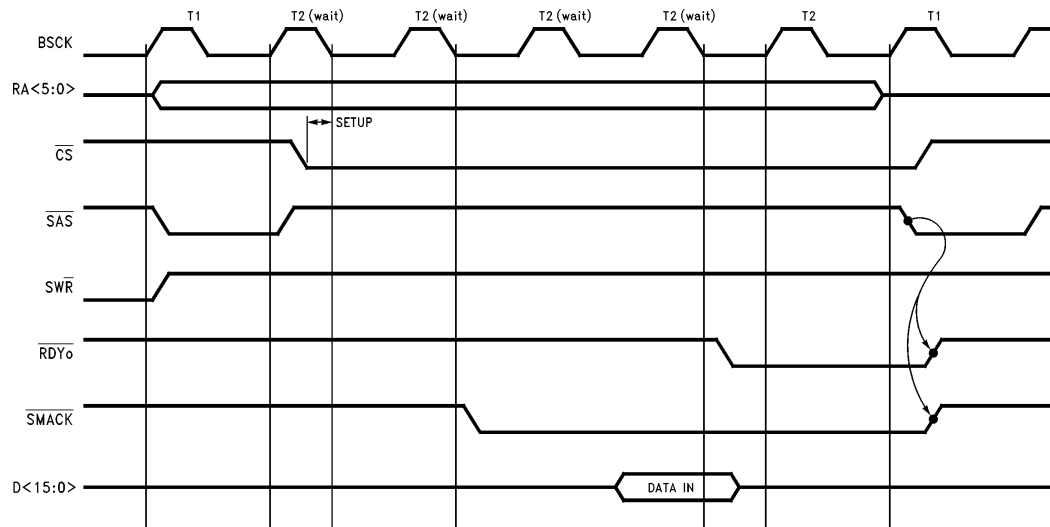 T1 T2 (wait) T2 (wait) T2 (wait) T2 (wait) T2 T1
BSCK
RA<5:0>
SETUP
CS
SAS
SWR
RDYo
SMACK
D<15:0> DATA IN